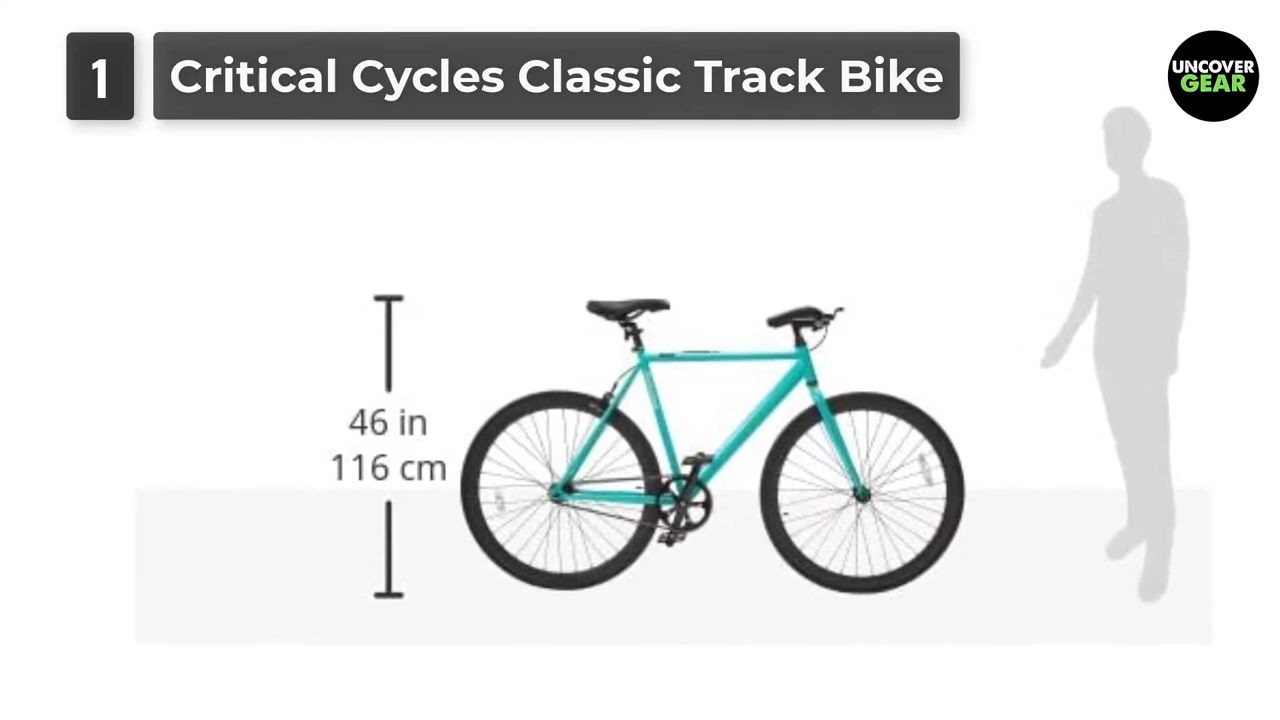 1
Critical Cycles Classic Track Bike
UNCOVER
GEAR
46 in
116 cm